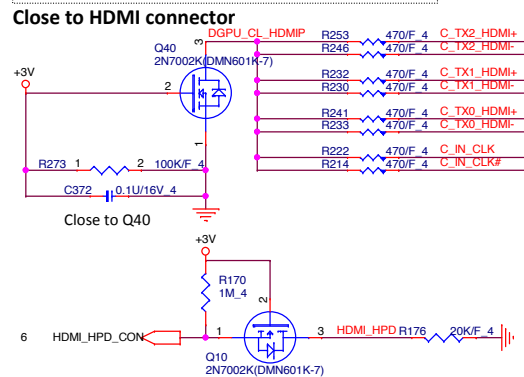 Close to HDMI connector
DGPU_CL_HDMIP
R253 470/F_4 C_TX2_HDMI+
R246 470/F_4 C_TX2_HDMI-
Q40
2N7002K(DMN601K-7)
3
+3V
2
R232 470/F_4 C_TX1_HDMI+
R230 470/F_4 C_TX1_HDMI-
R241 470/F_4 C_TX0_HDMI+
R233 470/F_4 C_TX0_HDMI-
1
R222 470/F_4 C_IN_CLK
R214 470/F_4 C_IN_CLK#
R273 1 2 100K/F_4
C372 0.1U/16V_4
Close to Q40
+3V
R170
1M_4
2
6 HDMI_HPD_CON 1 3 HDMI_HPD R176 20K/F_4
Q10
2N7002K(DMN601K-7)